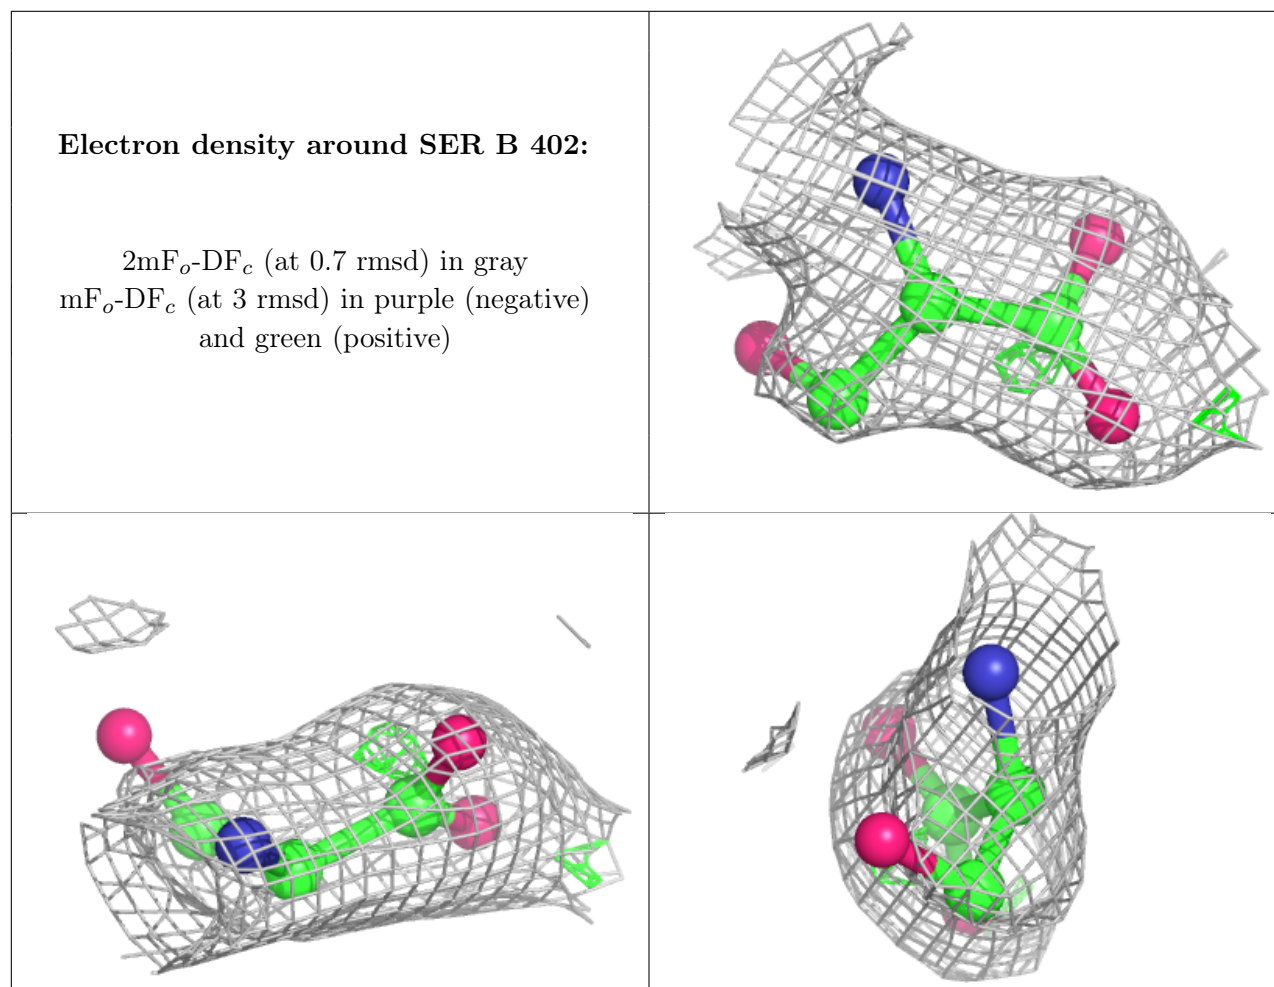 Electron density around SER B 402:
2mFo-DFc (at 0.7 rmsd) in gray
mFo-DFc (at 3 rmsd) in purple (negative)
and green (positive)